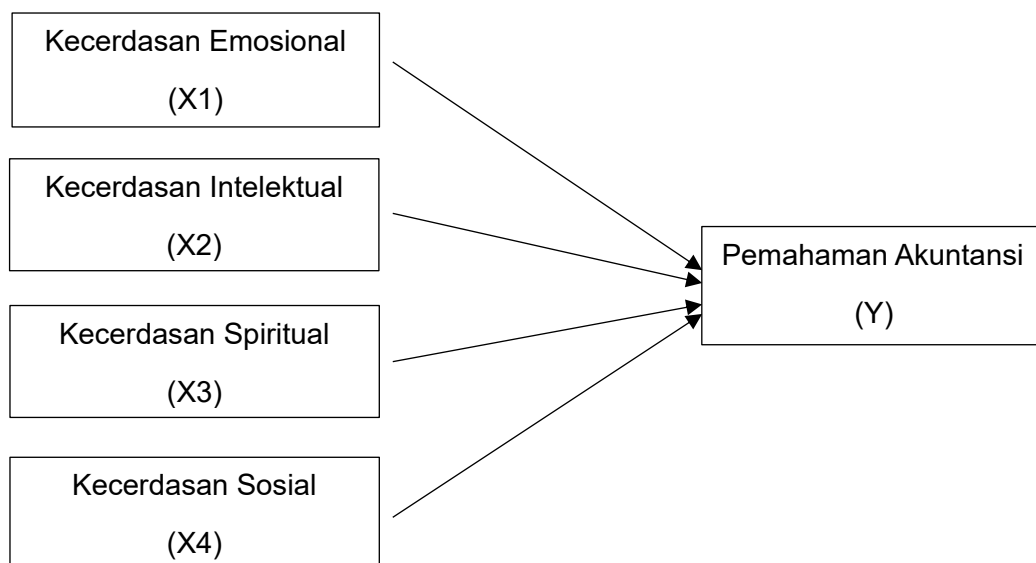 Kecerdasan Emosional
(X1)
Kecerdasan Intelektual
(X2)
Kecerdasan Spiritual
(X3)
Kecerdasan Sosial
(X4)
Pemahaman Akuntansi
(Y)